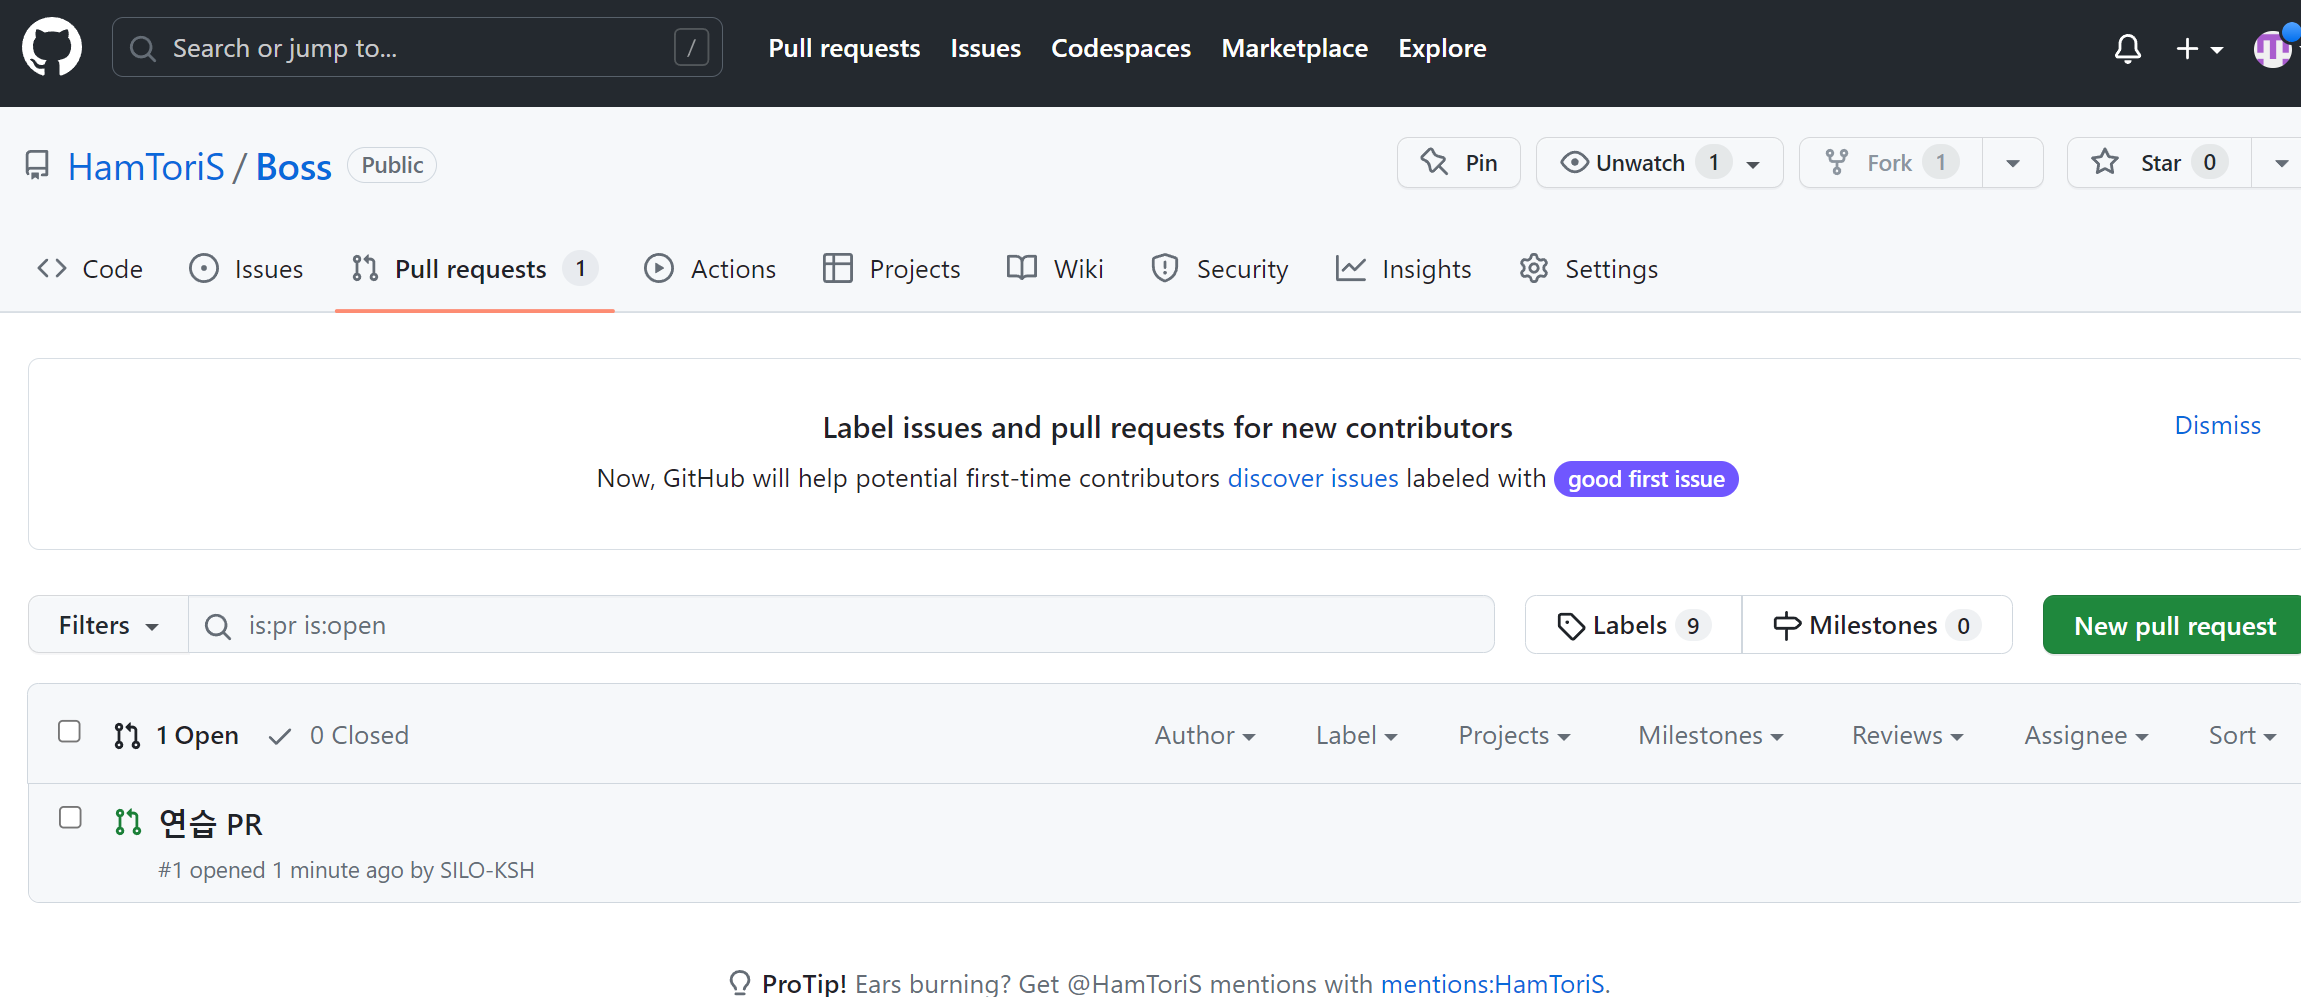 Search or jump to... / Pull requests Issues Codespaces Marketplace Explore
HamToriS / Boss Public Pin Unwatch 1 Fork 1 Star 0
Code Issues Pull requests 1 Actions Projects Wiki Security Insights Settings
Label issues and pull requests for new contributors
Dismiss
Now, GitHub will help potential first-time contributors discover issues labeled with good first issue
Filters is:pr is:open Labels 9 Milestones 0 New pull request
1 Open 0 Closed Author Label Projects Milestones Reviews Assignee Sort
연습 PR
#1 opened 1 minute ago by SILO-KSH
ProTip! Ears burning? Get @HamToriS mentions with mentions:HamToriS.